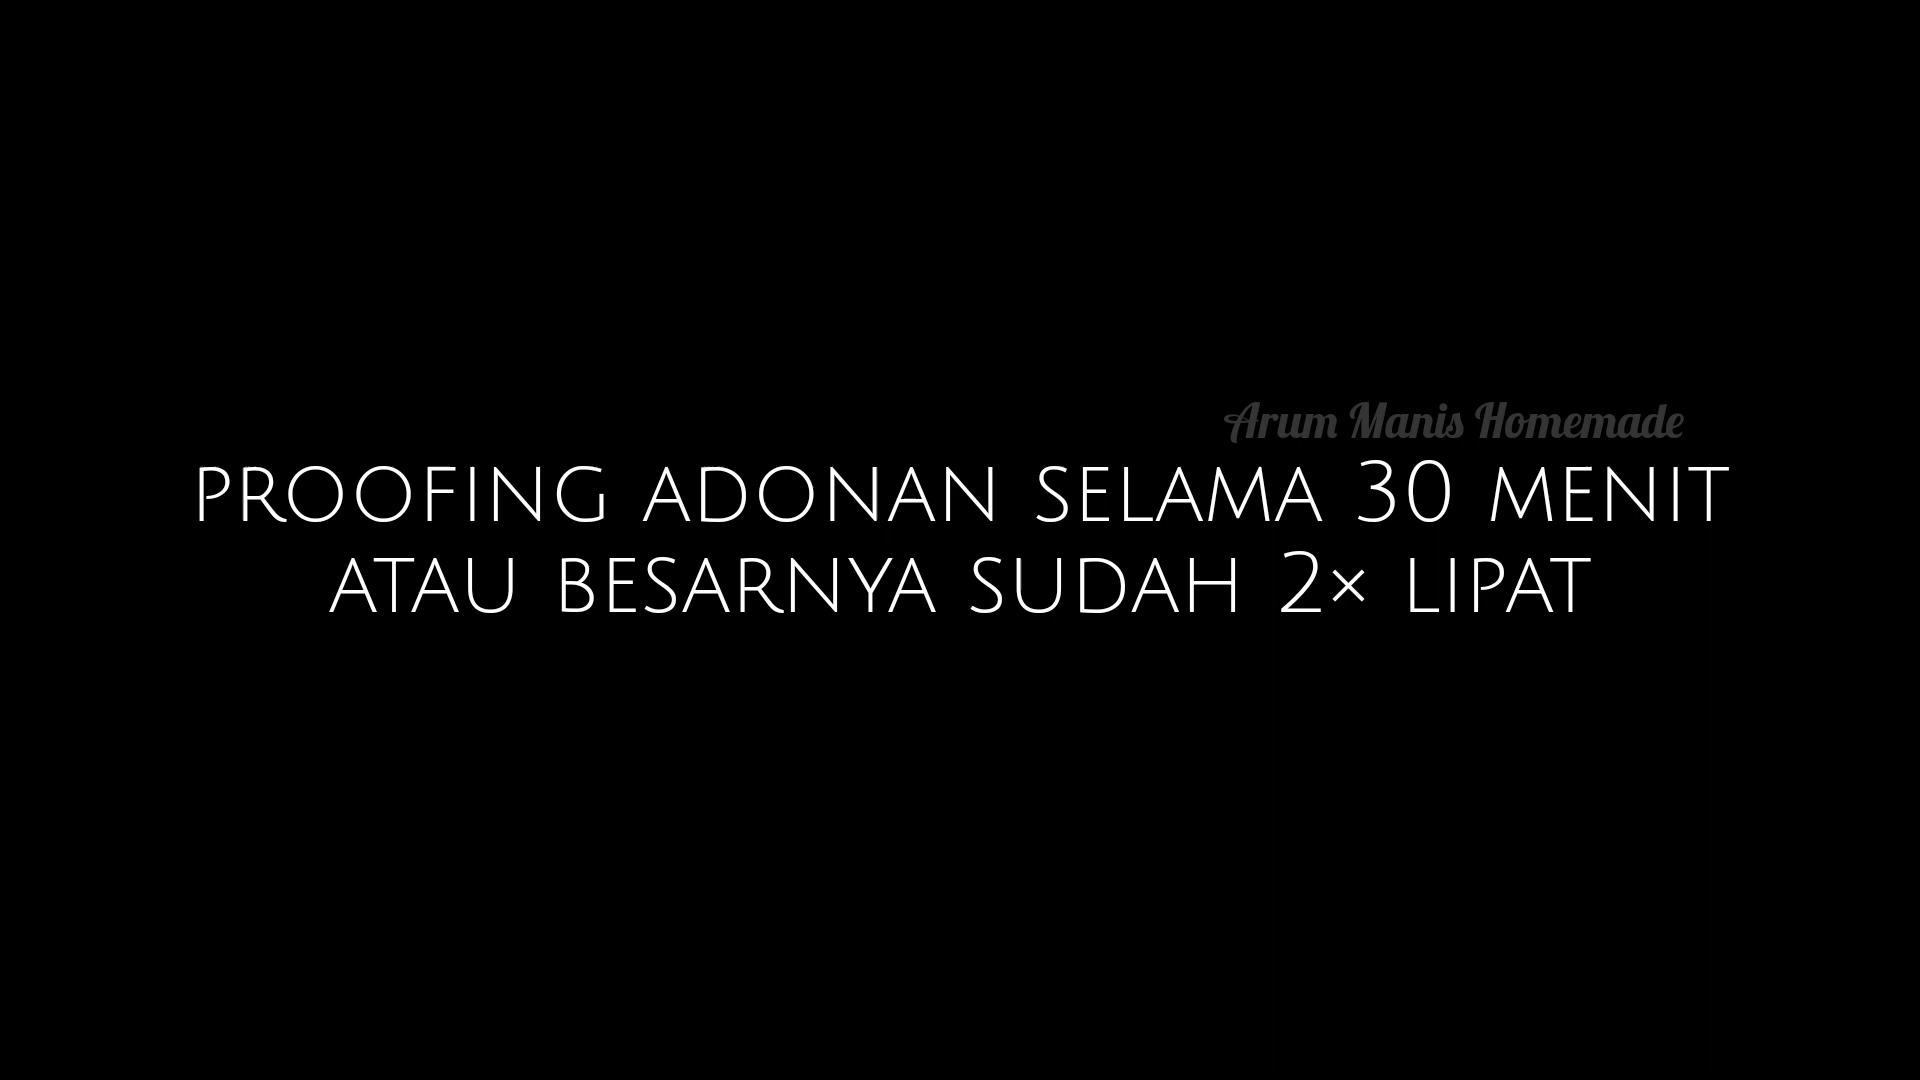 Arum Manis Homemade
PROOFING ADONAN SELAMA 30 MENIT
ATAU BESARNYA SUDAH 2× LIPAT